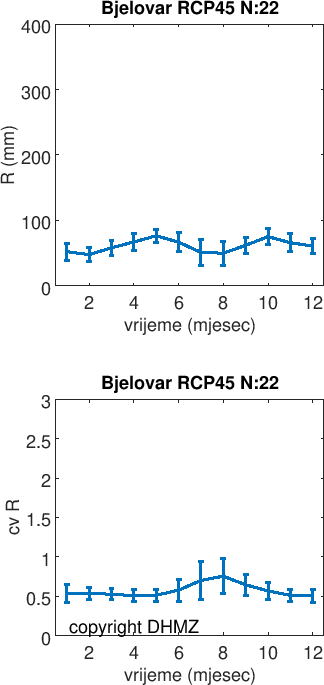 Bjelovar RCP45 N:22
400
300
200
100
0
R (mm)
2 4 6 8 10 12
vrijeme (mjesec)
Bjelovar RCP45 N:22
3
2.5
2
1.5
1
0.5
0
cv R
copyright DHMZ
2 4 6 8 10 12
vrijeme (mjesec)